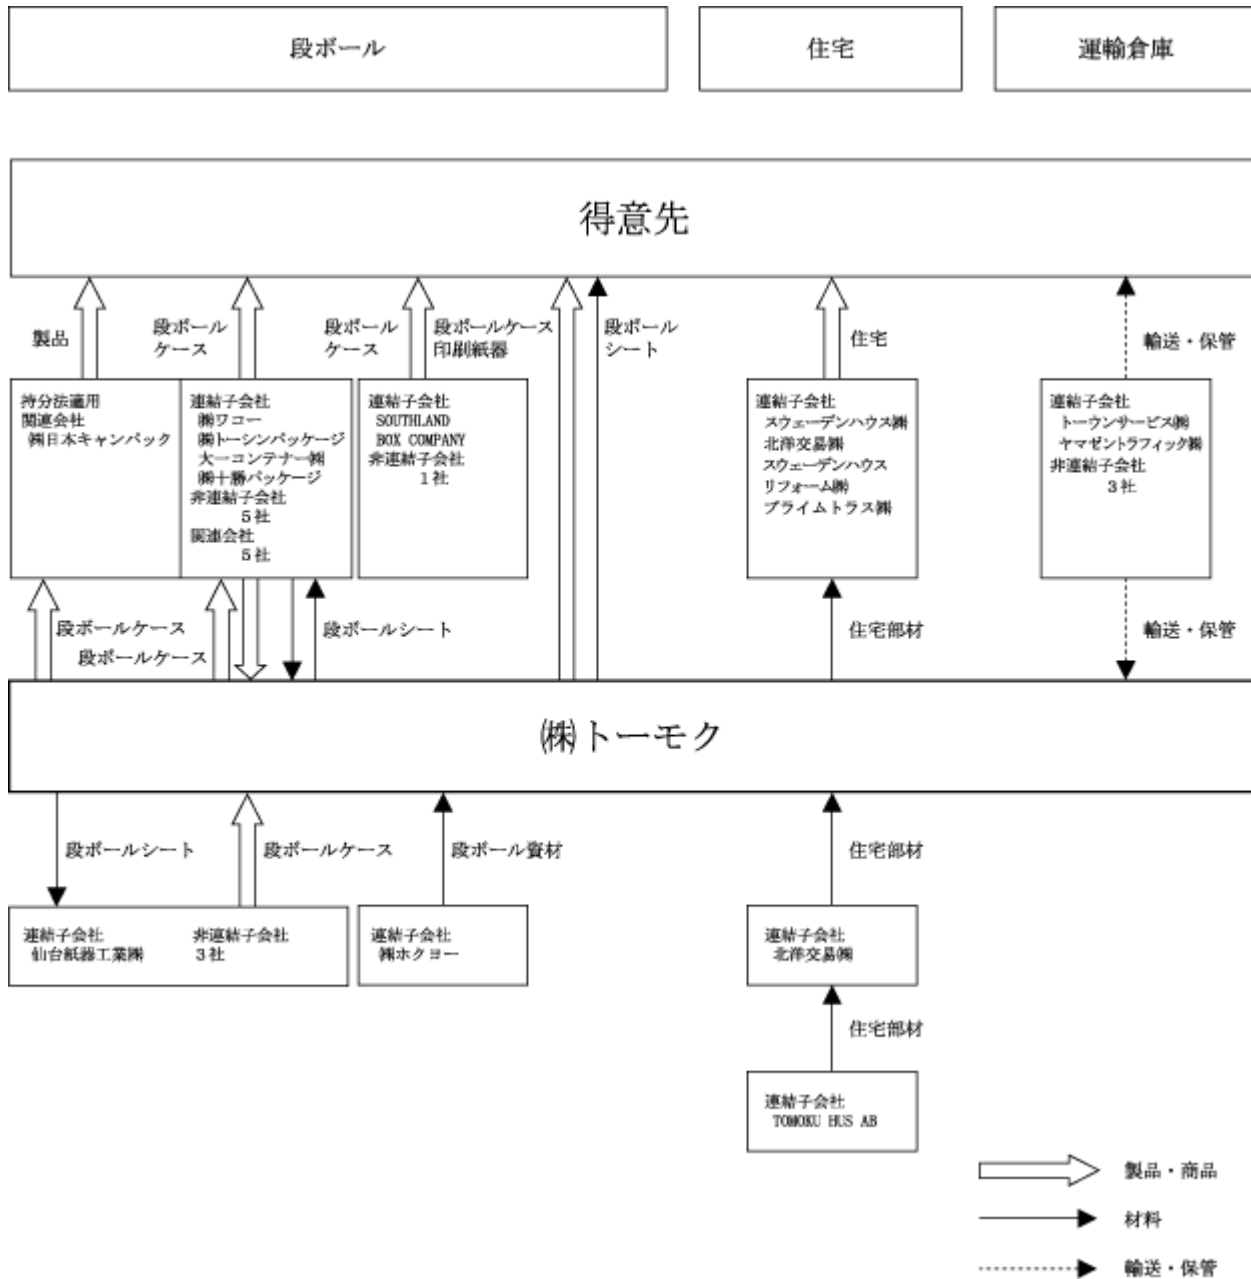 段ボール
住宅
運輸倉庫
得意先
製品
段ボール
ケース
段ボール
ケース
段ボールケース
印刷紙器
段ボール
シート
住宅
輸送・保管
持分法適用
関連会社
㈱日本キャンパック
連結子会社
㈱ワコー
㈱トーシンパッケージ
大一コンテナー㈱
㈱十勝パッケージ
非連結子会社
5社
関連会社
5社
連結子会社
SOUTHLAND
BOX COMPANY
非連結子会社
1社
連結子会社
スウェーデンハウス㈱
北洋交易㈱
スウェーデンハウス
リフォーム㈱
プライムトラス㈱
連結子会社
トーウンサービス㈱
ヤマゼントラフィック㈱
非連結子会社
3社
段ボールケース
段ボールケース
段ボールシート
住宅部材
輸送・保管
㈱トーモク
段ボールシート
段ボールケース
段ボール資材
住宅部材
連結子会社
仙台紙器工業㈱
非連結子会社
3社
連結子会社
㈱ホクヨー
連結子会社
北洋交易㈱
住宅部材
連結子会社
TOMOKU HUS AB
製品・商品
材料
輸送・保管